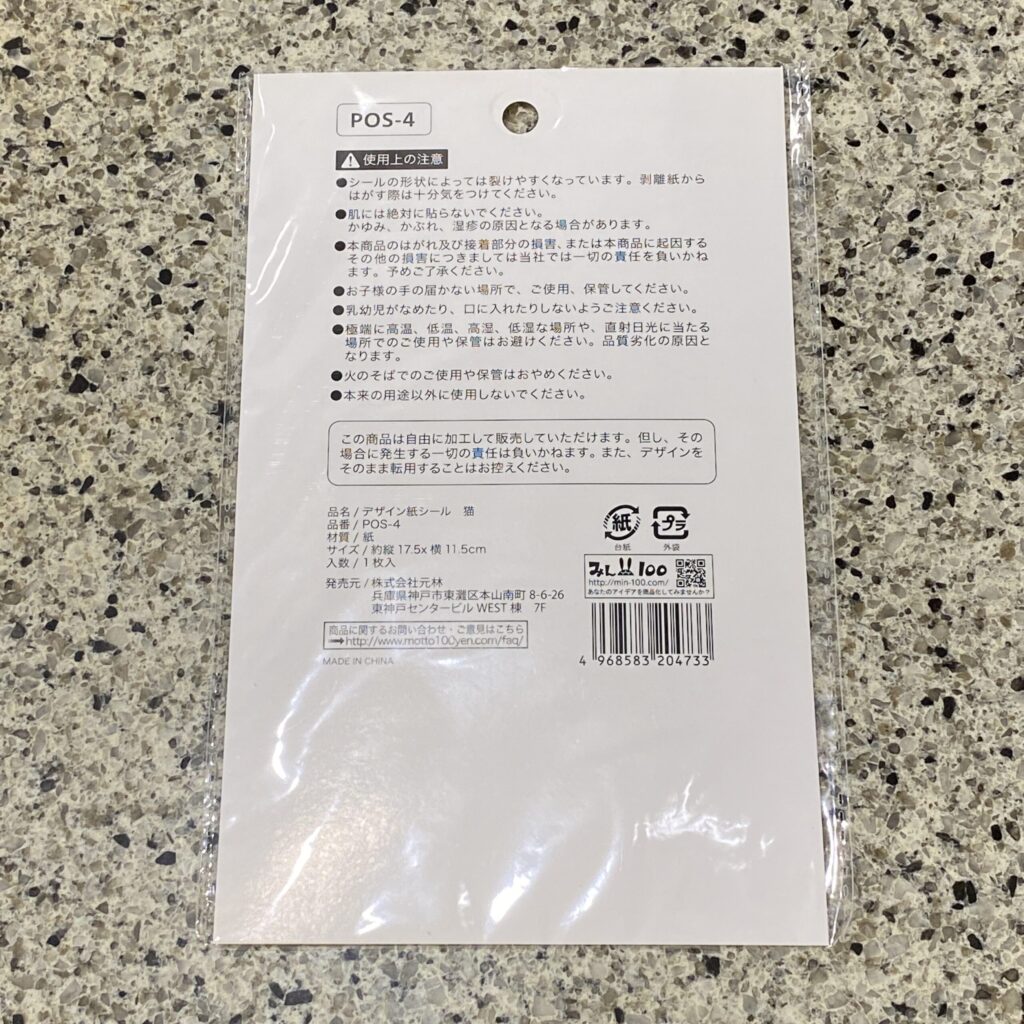 POS-4
使用上の注意
●シールの形状によっては裂けやすくなっています。剥離紙から
はがす際は十分気をつけてください。
●肌には絶対に貼らないでください。
かゆみ、かぶれ、湿疹の原因となる場合があります。
●本商品のはがれ及び接着部分の損害、または本商品に起因する
その他の損害につきましては当社では一切の責任を負いかね
ます。予めご了承ください。
●お子様の手の届かない場所で、ご使用、保管してください。
●乳幼児がなめたり、口に入れたりしないようご注意ください。
●極端に高温、低温、高湿、低湿な場所や、直射日光に当たる
場所でのご使用や保管はお避けください。品質劣化の原因と
なります。
●火のそばでのご使用や保管はおやめください。
●本来の用途以外に使用しないでください。
この商品は自由に加工して販売していただけます。但し、その
場合に発生する一切の責任は負いかねます。また、デザインを
そのまま転用することはお控えください。
品名 / デザイン紙シール 猫
品番 / POS-4
材質 / 紙
サイズ / 約縦 17.5x 横 11.5cm
入数 / 1枚入
発売元 / 株式会社元林
兵庫県神戸市東灘区本山南町 8-6-26
東神戸センタービル WEST 棟 7F
商品に関するお問い合わせ・ご意見はこちら
➞http://www.motto100yen.com/faq/
MADE IN CHINA
紙 プラ
台紙 外袋
みん100
http://min-100.com/
あなたのアイデアを商品化してみませんか?
4 968583 204733